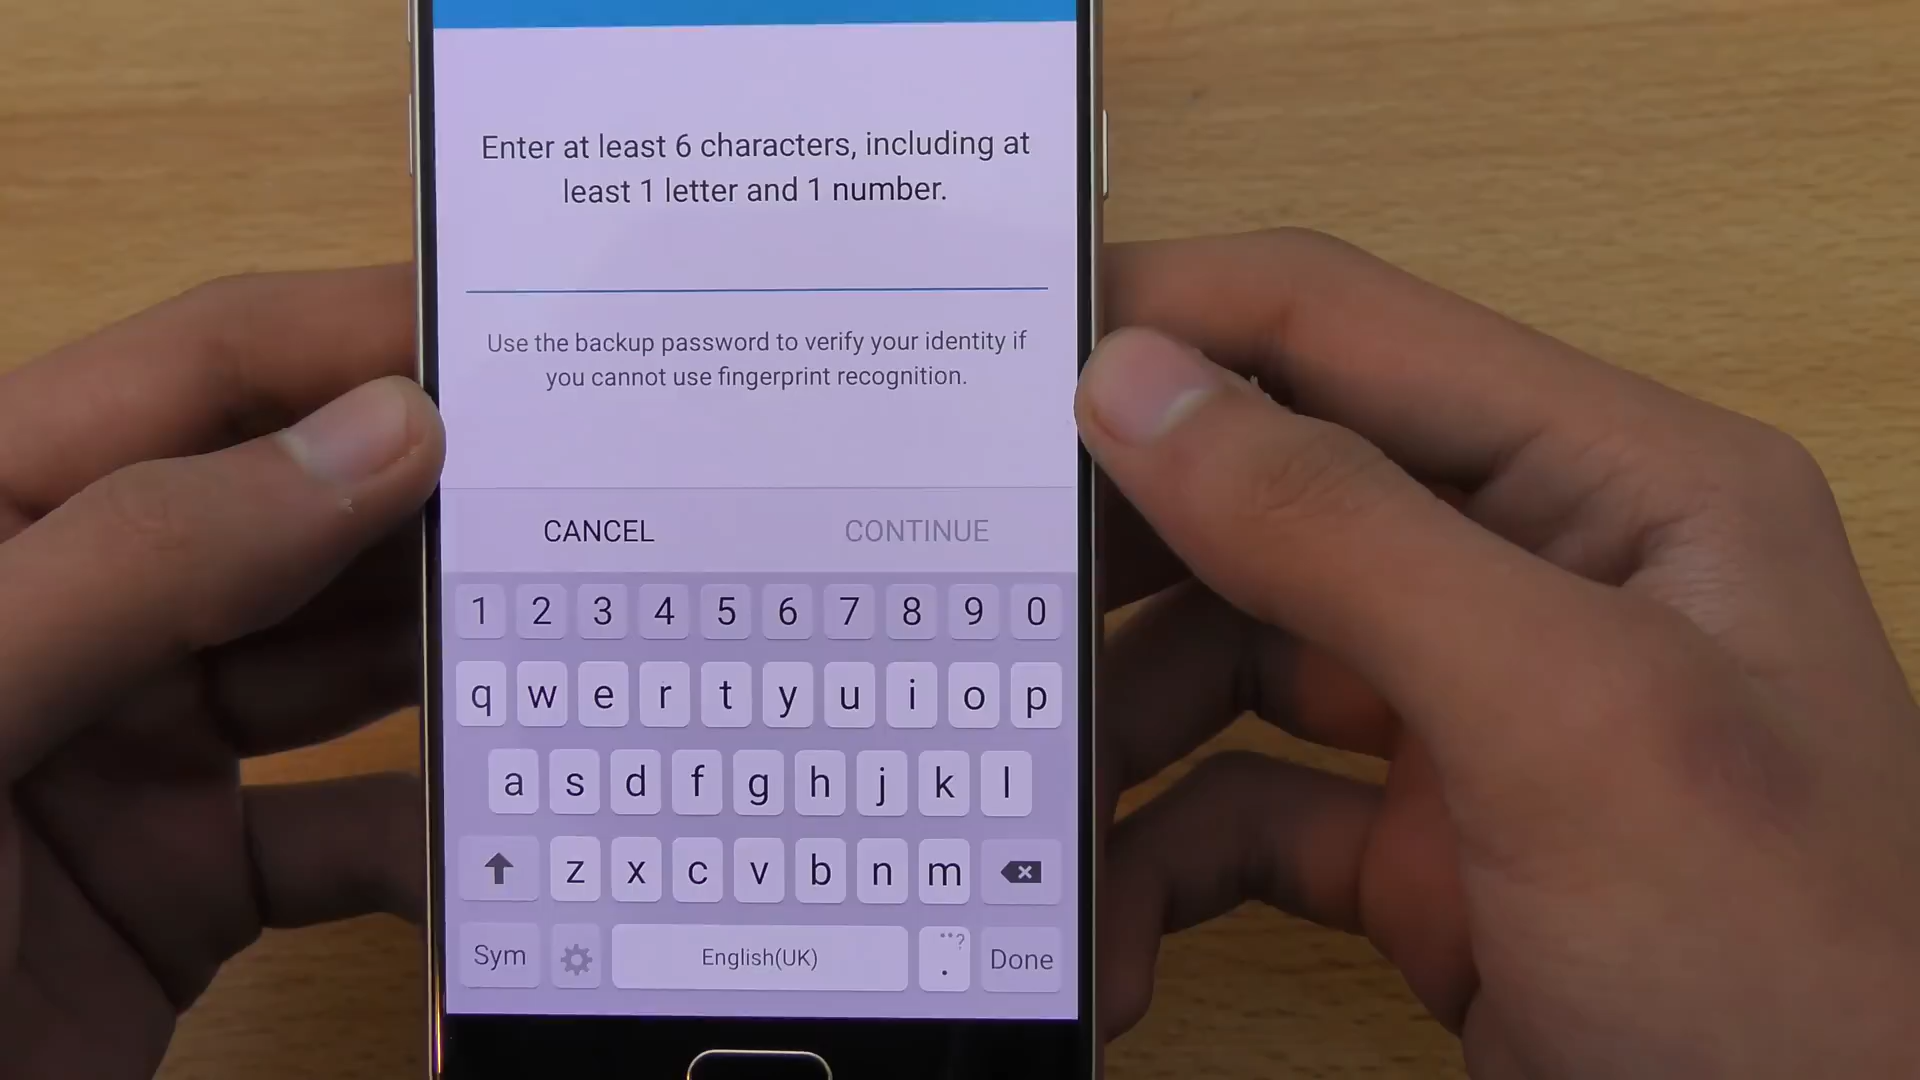 Enter at least 6 characters, including at
least 1 letter and 1 number.
Use the backup password to verify your identity if
you cannot use fingerprint recognition.
CANCEL CONTINUE
1 2 3 4 5 6 7 8 9 0
q w e r t y u i o p
a s d f g h j k l
z x c v b n m
Sym English(UK) . Done